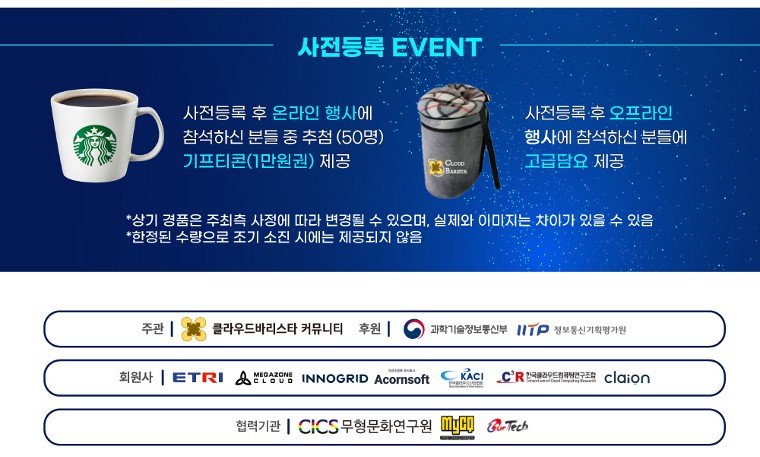 사전등록 EVENT
사전등록 후 온라인 행사에
참석하신 분들 중 추첨 (50명)
기프티콘(1만원권) 제공
CLOUD
BARISTA
사전등록 후 오프라인
행사에 참석하신 분들에
고급담요 제공
*상기 경품은 주최측 사정에 따라 변경될 수 있으며, 실제와 이미지는 차이가 있을 수 있음
*한정된 수량으로 조기 소진 시에는 제공되지 않음
주관 | 클라우드바리스타 커뮤니티 후원 | 과학기술정보통신부 IITP 정보통신기획평가원
회원사 | ETRI MEGAZONE CLOUD INNOGRID Acornsoft KACI C³R 한국클라우드컴퓨팅연구조합 Consortium of Cloud Computing Research claion
협력기관 | CICS 무형문화연구원 MyCQ OurTech